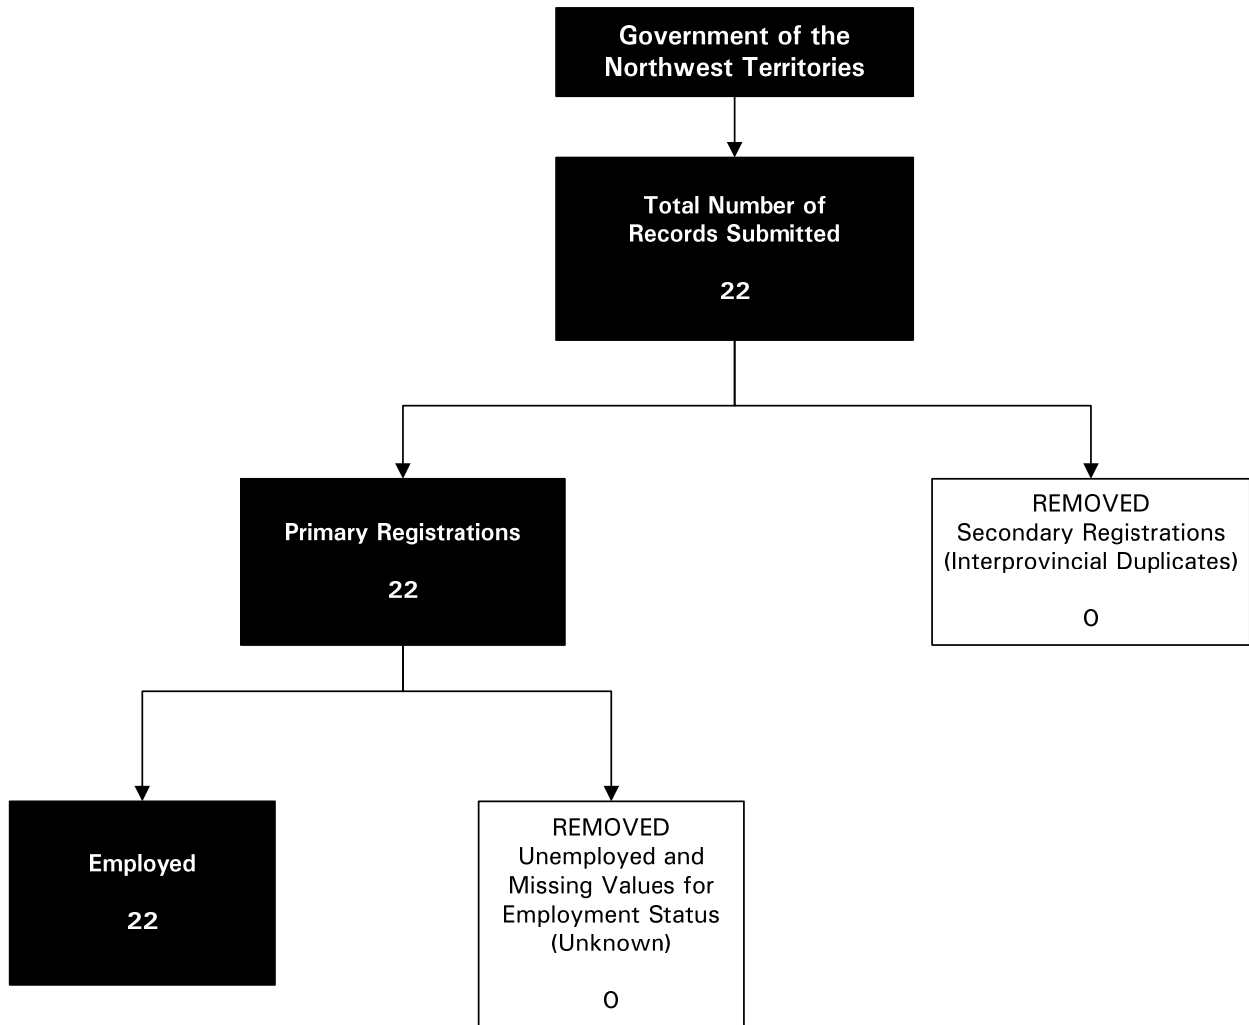 Government of the
Northwest Territories
Total Number of
Records Submitted
22
Primary Registrations
22
REMOVED
Secondary Registrations
(Interprovincial Duplicates)
0
Employed
22
REMOVED
Unemployed and
Missing Values for
Employment Status
(Unknown)
0